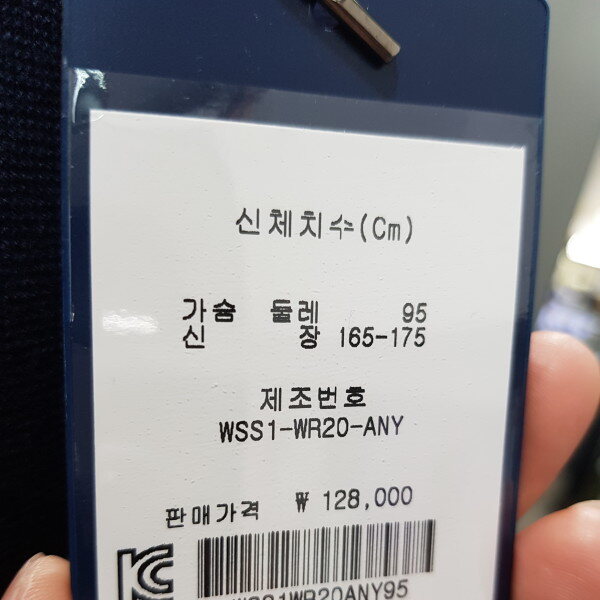 신체치수(Cm)
가슴 둘레 95
신 장 165-175
제조번호
WSS1-WR20-ANY
판매가격 ₩ 128,000
WSS1WR20ANY95